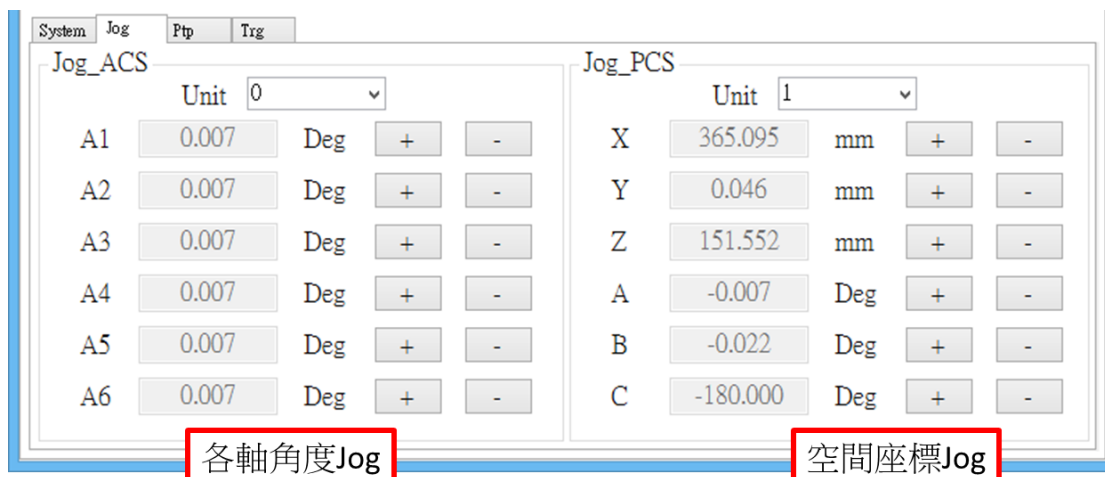 System Jog Ptp Trg
Jog_ACS Jog_PCS
Unit 0 Unit 1
A1 0.007 Deg + - X 365.095 mm + -
A2 0.007 Deg + - Y 0.046 mm + -
A3 0.007 Deg + - Z 151.552 mm + -
A4 0.007 Deg + - A -0.007 Deg + -
A5 0.007 Deg + - B -0.022 Deg + -
A6 0.007 Deg + - C -180.000 Deg + -
各軸角度Jog 空間座標Jog